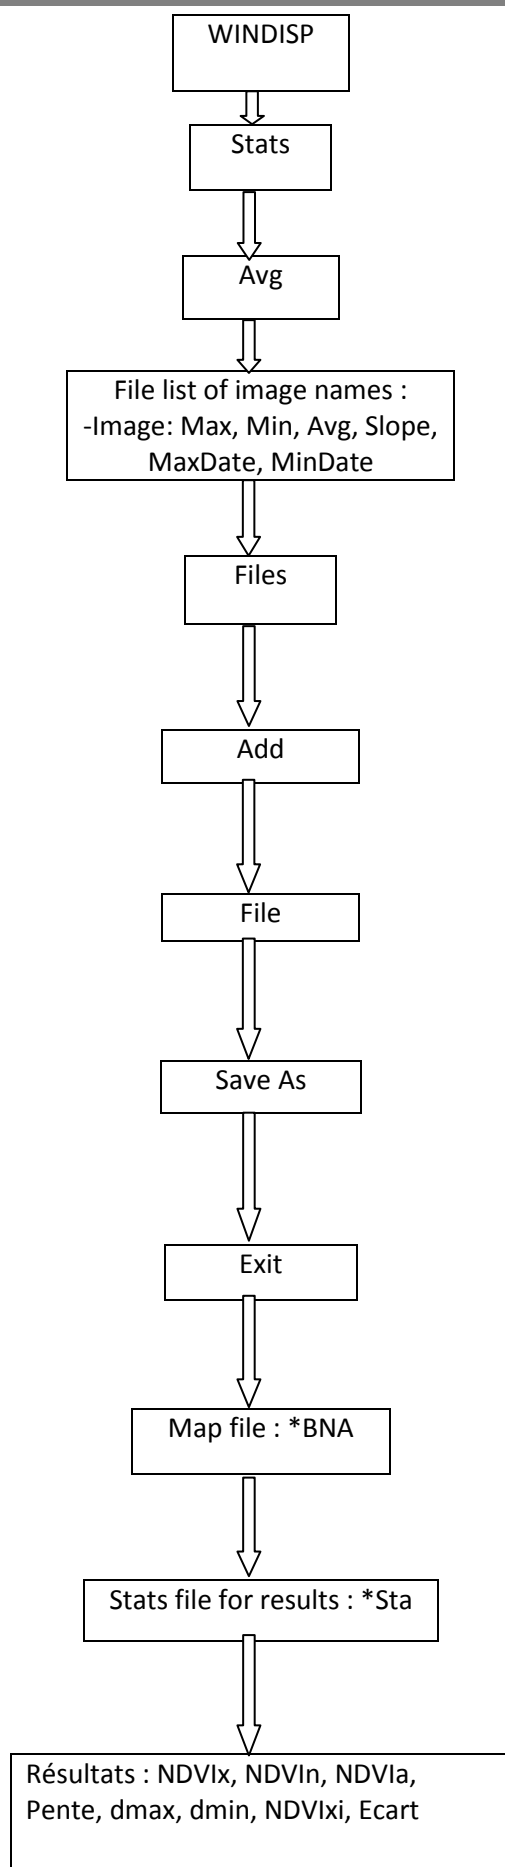 WINDISP
Stats
Avg
File list of image names :
-Image: Max, Min, Avg, Slope,
MaxDate, MinDate
Files
Add
File
Save As
Exit
Map file : *BNA
Stats file for results : *Sta
Résultats : NDVIx, NDVIn, NDVIa,
Pente, dmax, dmin, NDVIxi, Ecart